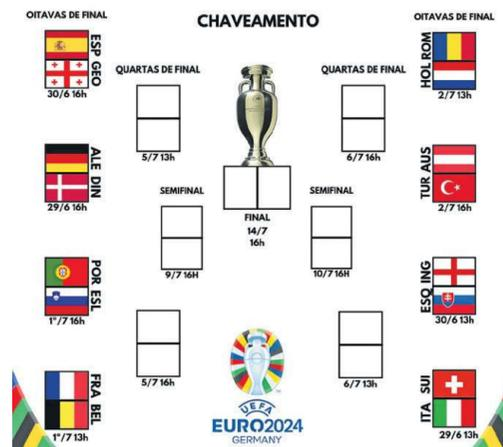 OITAVAS DE FINAL
CHAVEAMENTO
OITAVAS DE FINAL
ESP GEO
30/6 16h
QUARTAS DE FINAL
5/7 13h
QUARTAS DE FINAL
6/7 16h
HOL ROM
2/7 13h
ALE DIN
29/6 16h
SEMIFINAL
9/7 16H
FINAL
14/7
16h
SEMIFINAL
10/7 16H
TUR AUS
2/7 16h
POR ESL
1º/7 16h
5/7 16h
6/7 13h
ESQ ING
30/6 13h
FRA BEL
1º/7 13h
UEFA
EURO2024
GERMANY
ITA SUI
29/6 13h